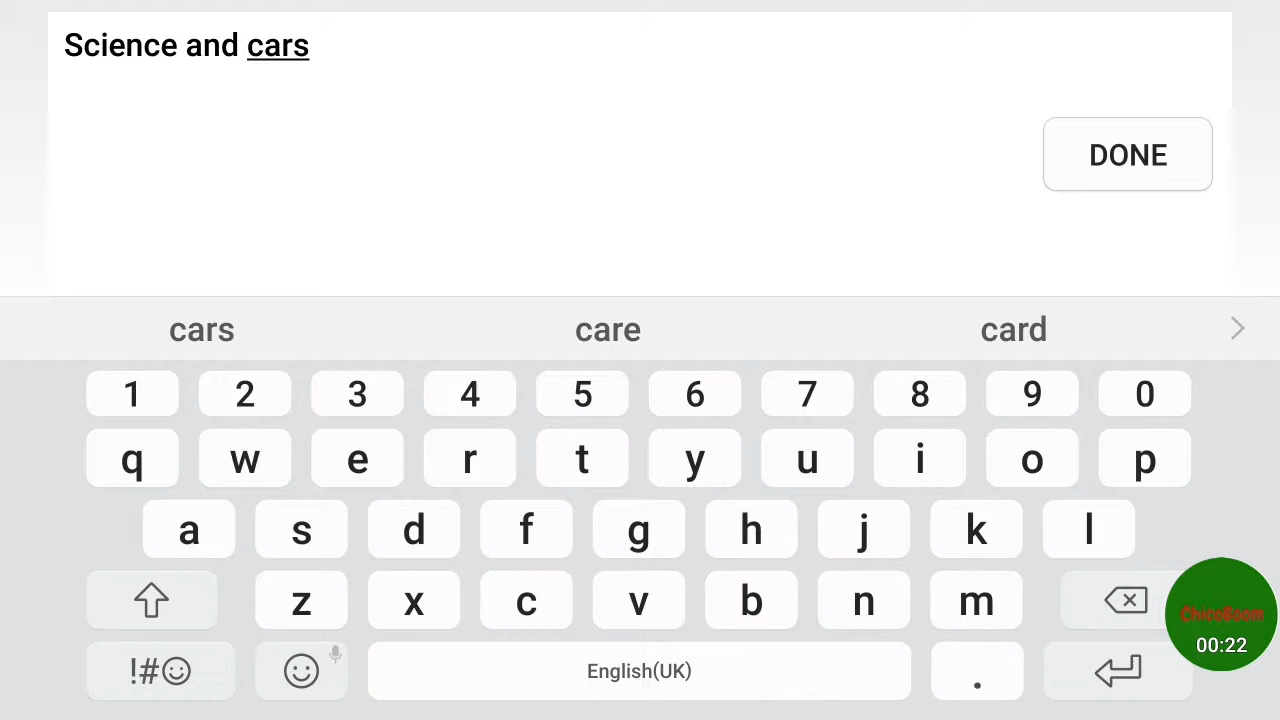 Science and cars
DONE
cars care card
1 2 3 4 5 6 7 8 9 0
q w e r t y u i o p
a s d f g h j k l
z x c v b n m
!#
English(UK)
.
ChicoBoom
00:22